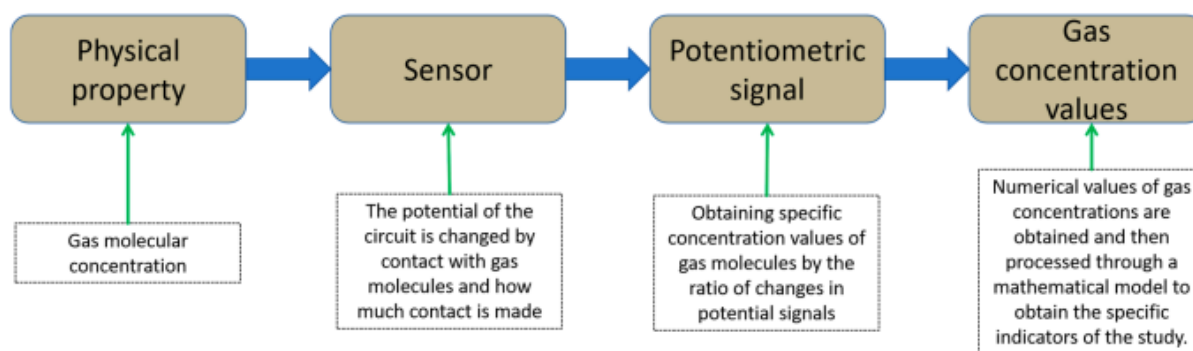 Physical
property
Sensor
Potentiometric
signal
Gas
concentration
values
Gas molecular
concentration
The potential of the
circuit is changed by
contact with gas
molecules and how
much contact is made
Obtaining specific
concentration values of
gas molecules by the
ratio of changes in
potential signals
Numerical values of gas
concentrations are
obtained and then
processed through a
mathematical model to
obtain the specific
indicators of the study.